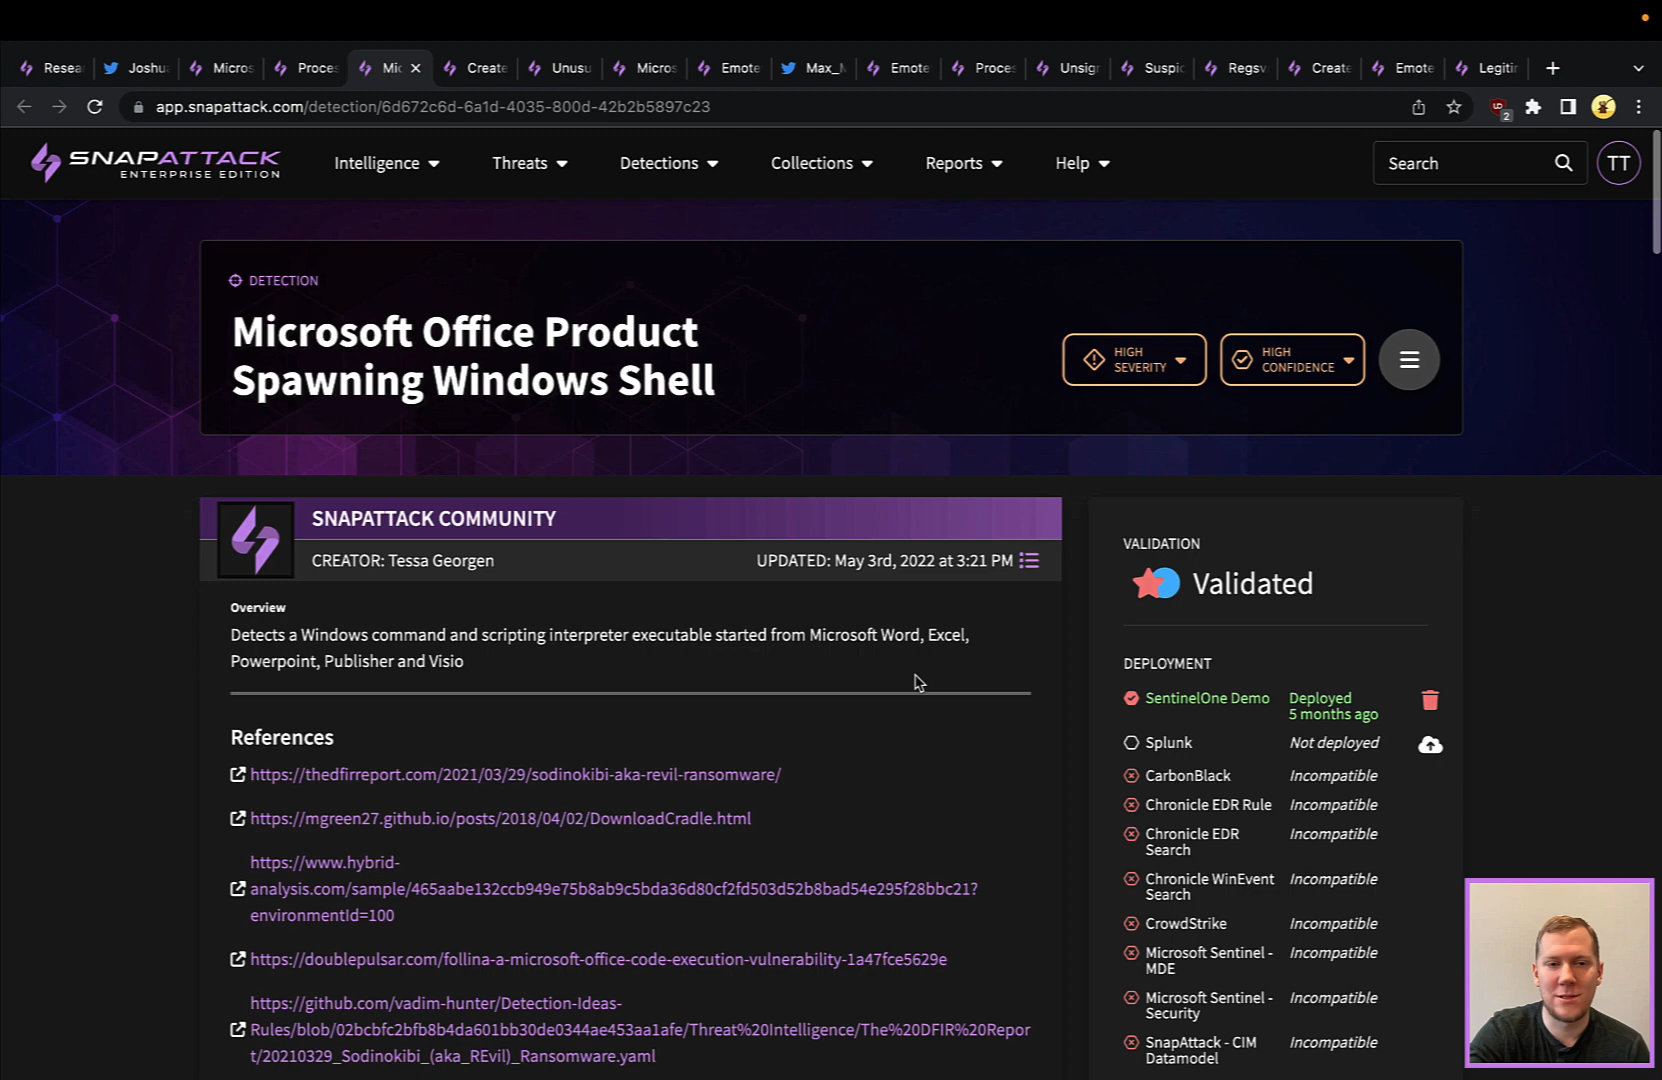 Resea
Joshu
Micros
Proces
Mic
Create
Unusu
Micros
Emote
Max_M
Emote
Proces
Unsig
Suspic
Regsv
Create
Emote
Legitin
app.snapattack.com/detection/6d672c6d-6a1d-4035-800d-42b2b5897c23
2
SNAPATTACK
ENTERPRISE EDITION
Intelligence
Threats
Detections
Collections
Reports
Help
Search
TT
DETECTION
Microsoft Office Product
Spawning Windows Shell
HIGH
SEVERITY
HIGH
CONFIDENCE
SNAPATTACK COMMUNITY
CREATOR: Tessa Georgen
UPDATED: May 3rd, 2022 at 3:21 PM
Overview
Detects a Windows command and scripting interpreter executable started from Microsoft Word, Excel,
Powerpoint, Publisher and Visio
References
https://thedfirreport.com/2021/03/29/sodinokibi-aka-revil-ransomware/
https://mgreen27.github.io/posts/2018/04/02/DownloadCradle.html
https://www.hybrid-
analysis.com/sample/465aabe132ccb949e75b8ab9c5bda36d80cf2fd503d52b8bad54e295f28bbc21?
environmentId=100
https://doublepulsar.com/follina-a-microsoft-office-code-execution-vulnerability-1a47fce5629e
https://github.com/vadim-hunter/Detection-Ideas-
Rules/blob/02bcbfc2bfb8b4da601bb30de0344ae453aa1afe/Threat%20Intelligence/The%20DFIR%20Repor
t/20210329_Sodinokibi_(aka_REvil)_Ransomware.yaml
VALIDATION
Validated
DEPLOYMENT
SentinelOne Demo
Deployed
5 months ago
Splunk
Not deployed
CarbonBlack
Incompatible
Chronicle EDR Rule
Incompatible
Chronicle EDR
Search
Incompatible
Chronicle WinEvent
Search
Incompatible
CrowdStrike
Incompatible
Microsoft Sentinel -
MDE
Incompatible
Microsoft Sentinel -
Security
Incompatible
SnapAttack - CIM
Datamodel
Incompatible